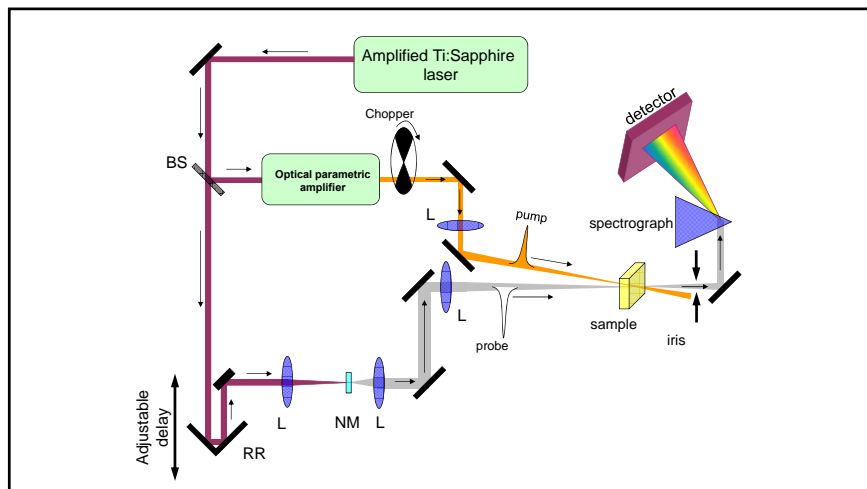 Amplified Ti:Sapphire
laser
Chopper
detector
BS
Optical parametric
amplifier
L
pump
spectrograph
L
sample
iris
probe
Adjustable
delay
L
NM
L
RR